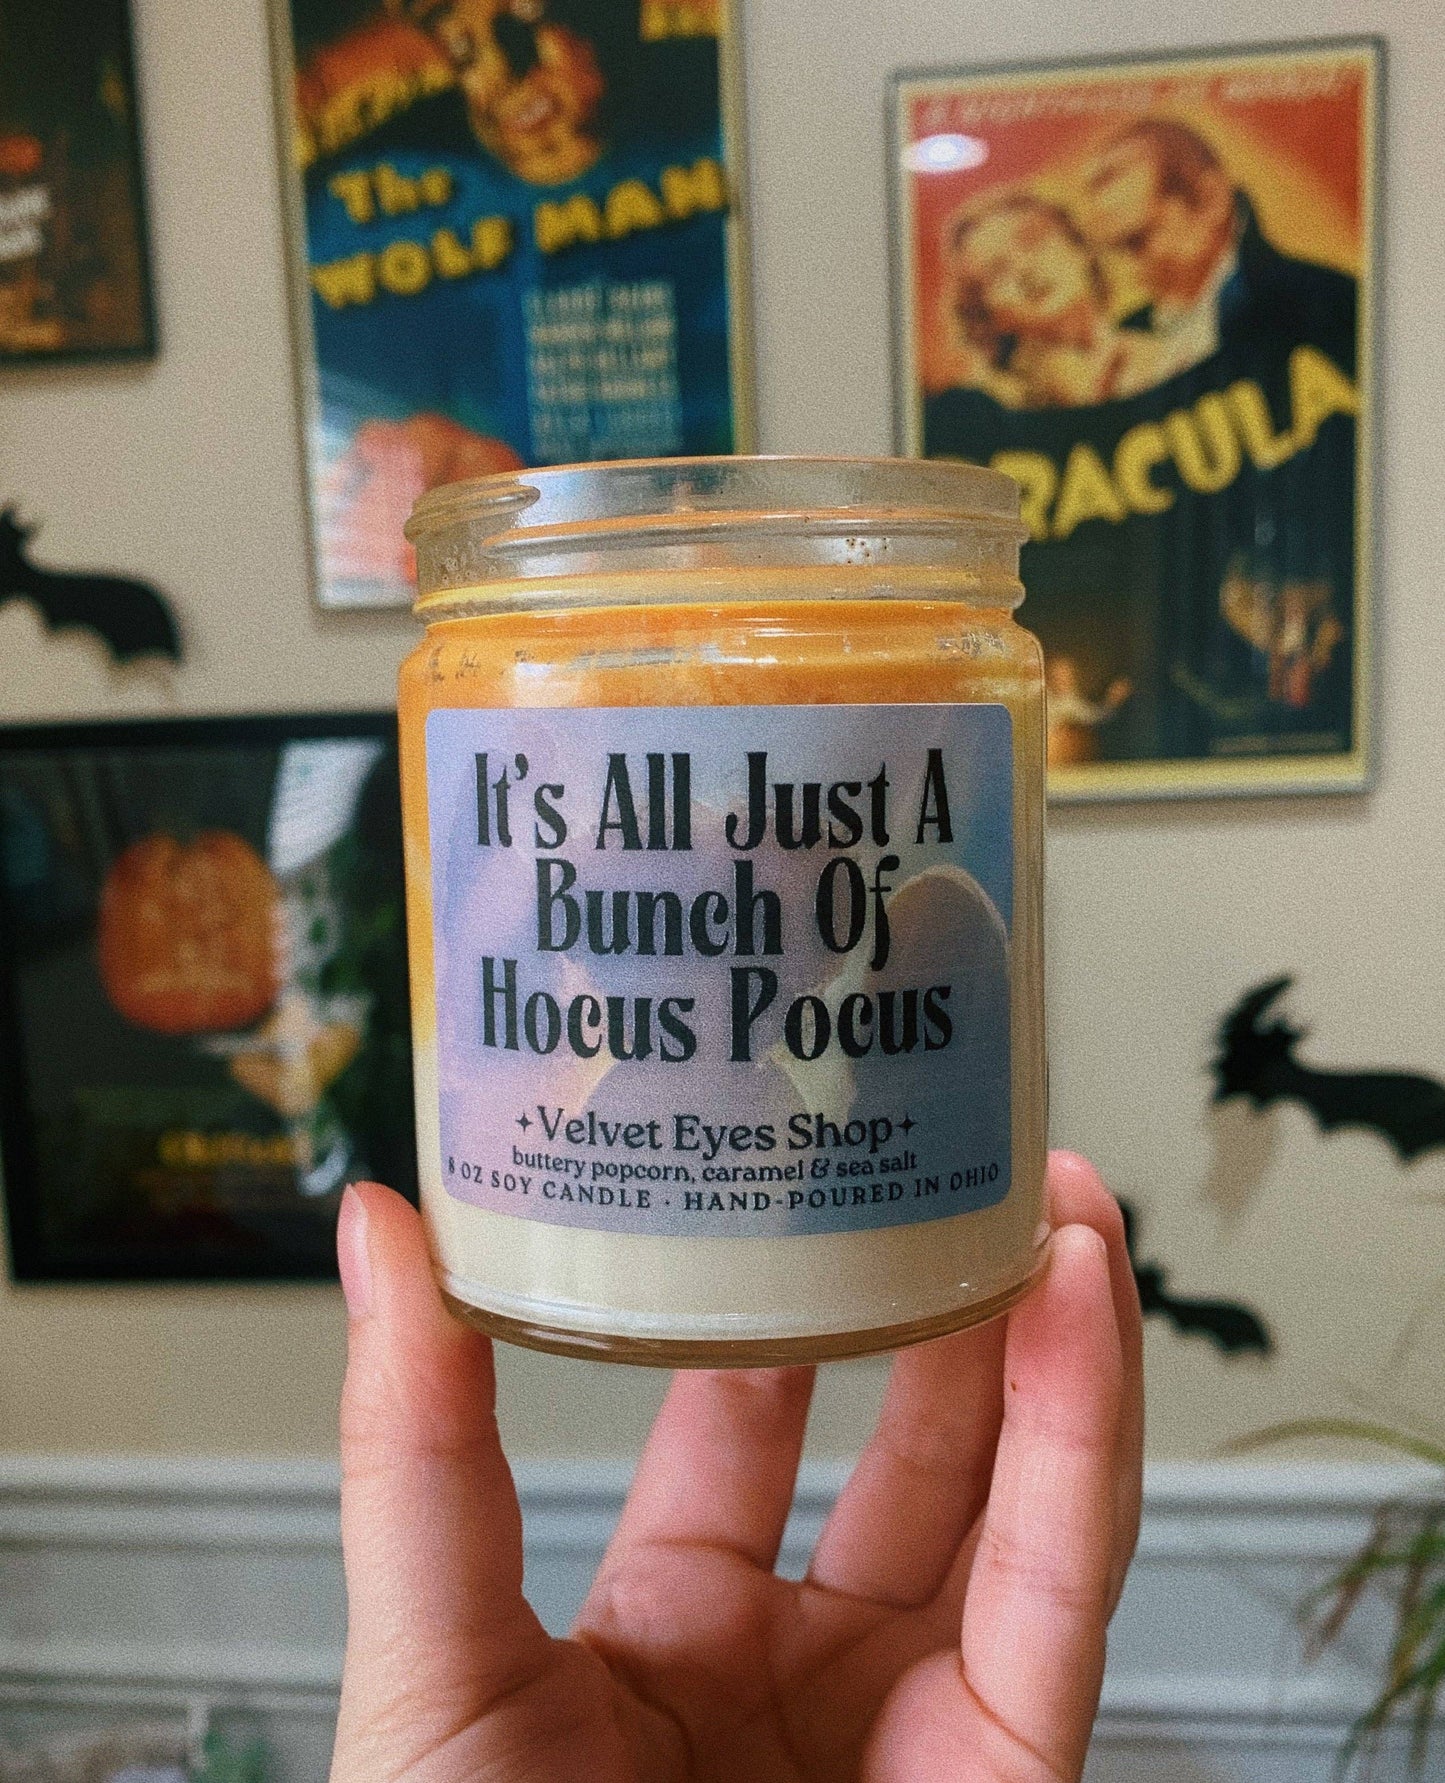 The
WOLF MAN
DRACULA
It's All Just A
Bunch Of
Hocus Pocus
✦Velvet Eyes Shop✦
buttery popcorn, caramel & sea salt
8 OZ SOY CANDLE · HAND-POURED IN OHIO